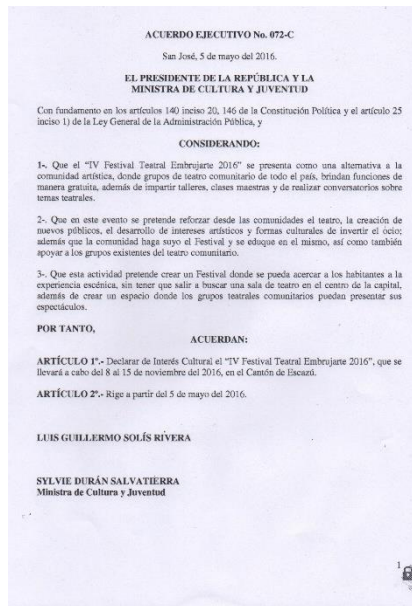 ACUERDO EJECUTIVO No. 072-C
San José, 5 de mayo del 2016.
EL PRESIDENTE DE LA REPÚBLICA Y LA
MINISTRA DE CULTURA Y JUVENTUD
Con fundamento en los artículos 140 inciso 20, 146 de la Constitución Política y el artículo 25
inciso 1) de la Ley General de la Administración Pública, y
CONSIDERANDO:
1-. Que el "IV Festival Teatral Embrujarte 2016" se presenta como una alternativa a la
comunidad artística, donde grupos de teatro comunitario de todo el país, brindan funciones de
manera gratuita, además de impartir talleres, clases maestras y de realizar conversatorios sobre
temas teatrales.
2-. Que en este evento se pretende reforzar desde las comunidades el teatro, la creación de
nuevos públicos, el desarrollo de intereses artísticos y formas culturales de invertir el ócio;
además que la comunidad haga suyo el Festival y se eduque en el mismo, así como también
apoyar a los grupos existentes del teatro comunitario.
3-. Que esta actividad pretende crear un Festival donde se pueda acercar a los habitantes a la
experiencia escénica, sin tener que salir a buscar una sala de teatro en el centro de la capital,
además de crear un espacio donde los grupos teatrales comunitarios puedan presentar sus
espectáculos.
POR TANTO,
ACUERDAN:
ARTÍCULO 1º.- Declarar de Interés Cultural el "IV Festival Teatral Embrujarte 2016", que se
llevará a cabo del 8 al 15 de noviembre del 2016, en el Cantón de Escazú.
ARTÍCULO 2º.- Rige a partir del 5 de mayo del 2016.
LUIS GUILLERMO SOLÍS RIVERA
SYLVIE DURÁN SALVATIERRA
Ministra de Cultura y Juventud
1